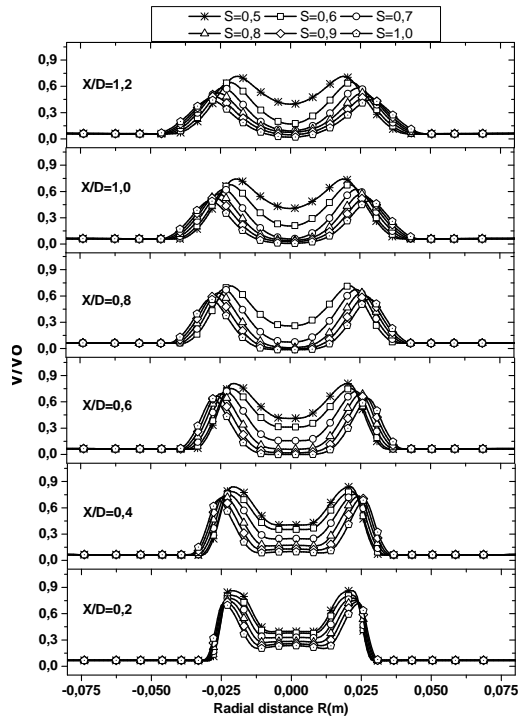 S=0,5 S=0,6 S=0,7
S=0,8 S=0,9 S=1,0
0,9
0,6
0,3
0,0
X/D=1,2
0,9
0,6
0,3
0,0
X/D=1,0
0,9
0,6
0,3
0,0
X/D=0,8
0,9
0,6
0,3
0,0
X/D=0,6
0,9
0,6
0,3
0,0
X/D=0,4
0,9
0,6
0,3
0,0
X/D=0,2
V/Vo
-0,075 -0,050 -0,025 0,000 0,025 0,050 0,075
Radial distance R(m)